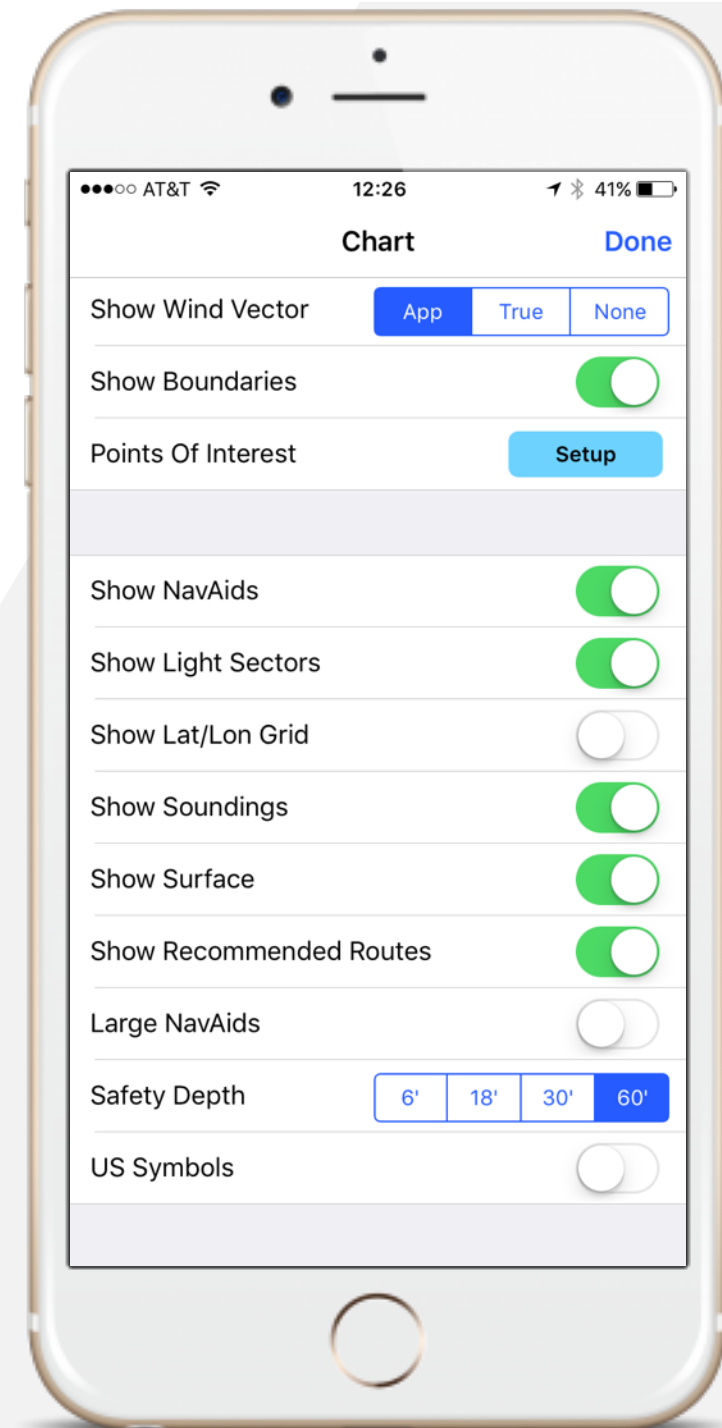 AT&T 12:26 41%
Chart Done
Show Wind Vector App True None
Show Boundaries
Points Of Interest Setup
Show NavAids
Show Light Sectors
Show Lat/Lon Grid
Show Soundings
Show Surface
Show Recommended Routes
Large NavAids
Safety Depth 6' 18' 30' 60'
US Symbols